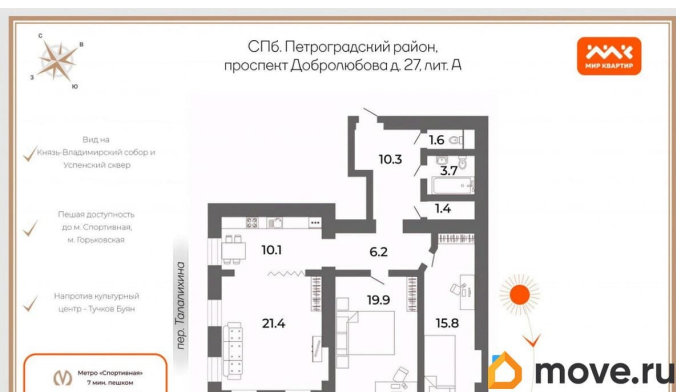 СПб. Петроградский район,
проспект Добролюбова д. 27, лит. А
МИР КВАРТИР
С
В
З
Ю
Вид на
Князь-Владимирский собор и
Успенский сквер
Пешая доступность
до м. Спортивная,
м. Горьковская
Напротив культурный
центр - Тучков Буян
Метро «Спортивная»
7 мин. пешком
пер. Талалихина
1.6
10.3
3.7
1.4
10.1
6.2
19.9
21.4
15.8
move.ru